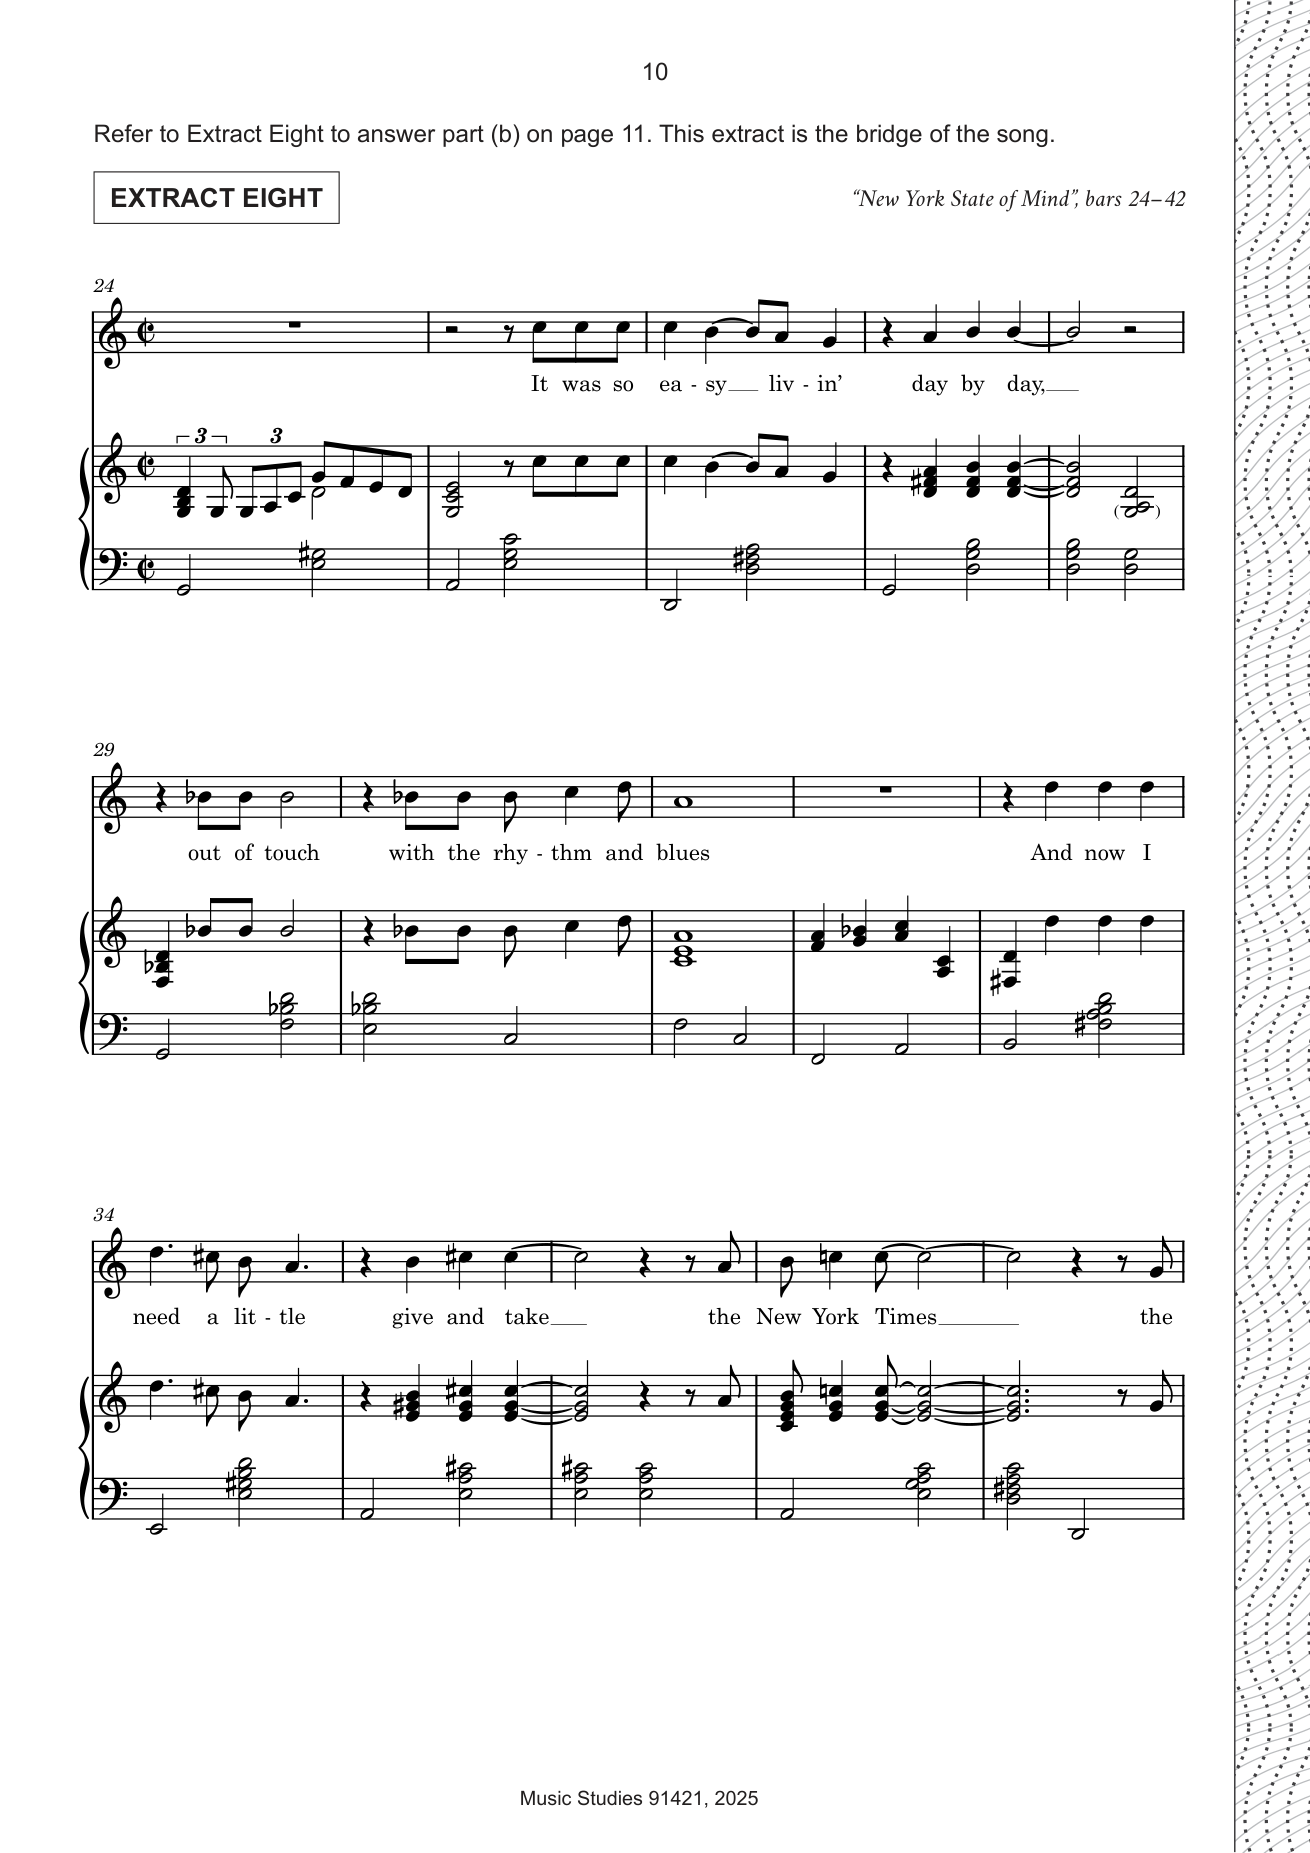 10
Refer to Extract Eight to answer part (b) on page 11. This extract is the bridge of the song.
EXTRACT EIGHT
“New York State of Mind”, bars 24–42
24
It was so ea - sy liv - in’ day by day,
3 3
29
out of touch with the rhy - thm and blues And now I
34
need a lit - tle give and take the New York Times the
Music Studies 91421, 2025